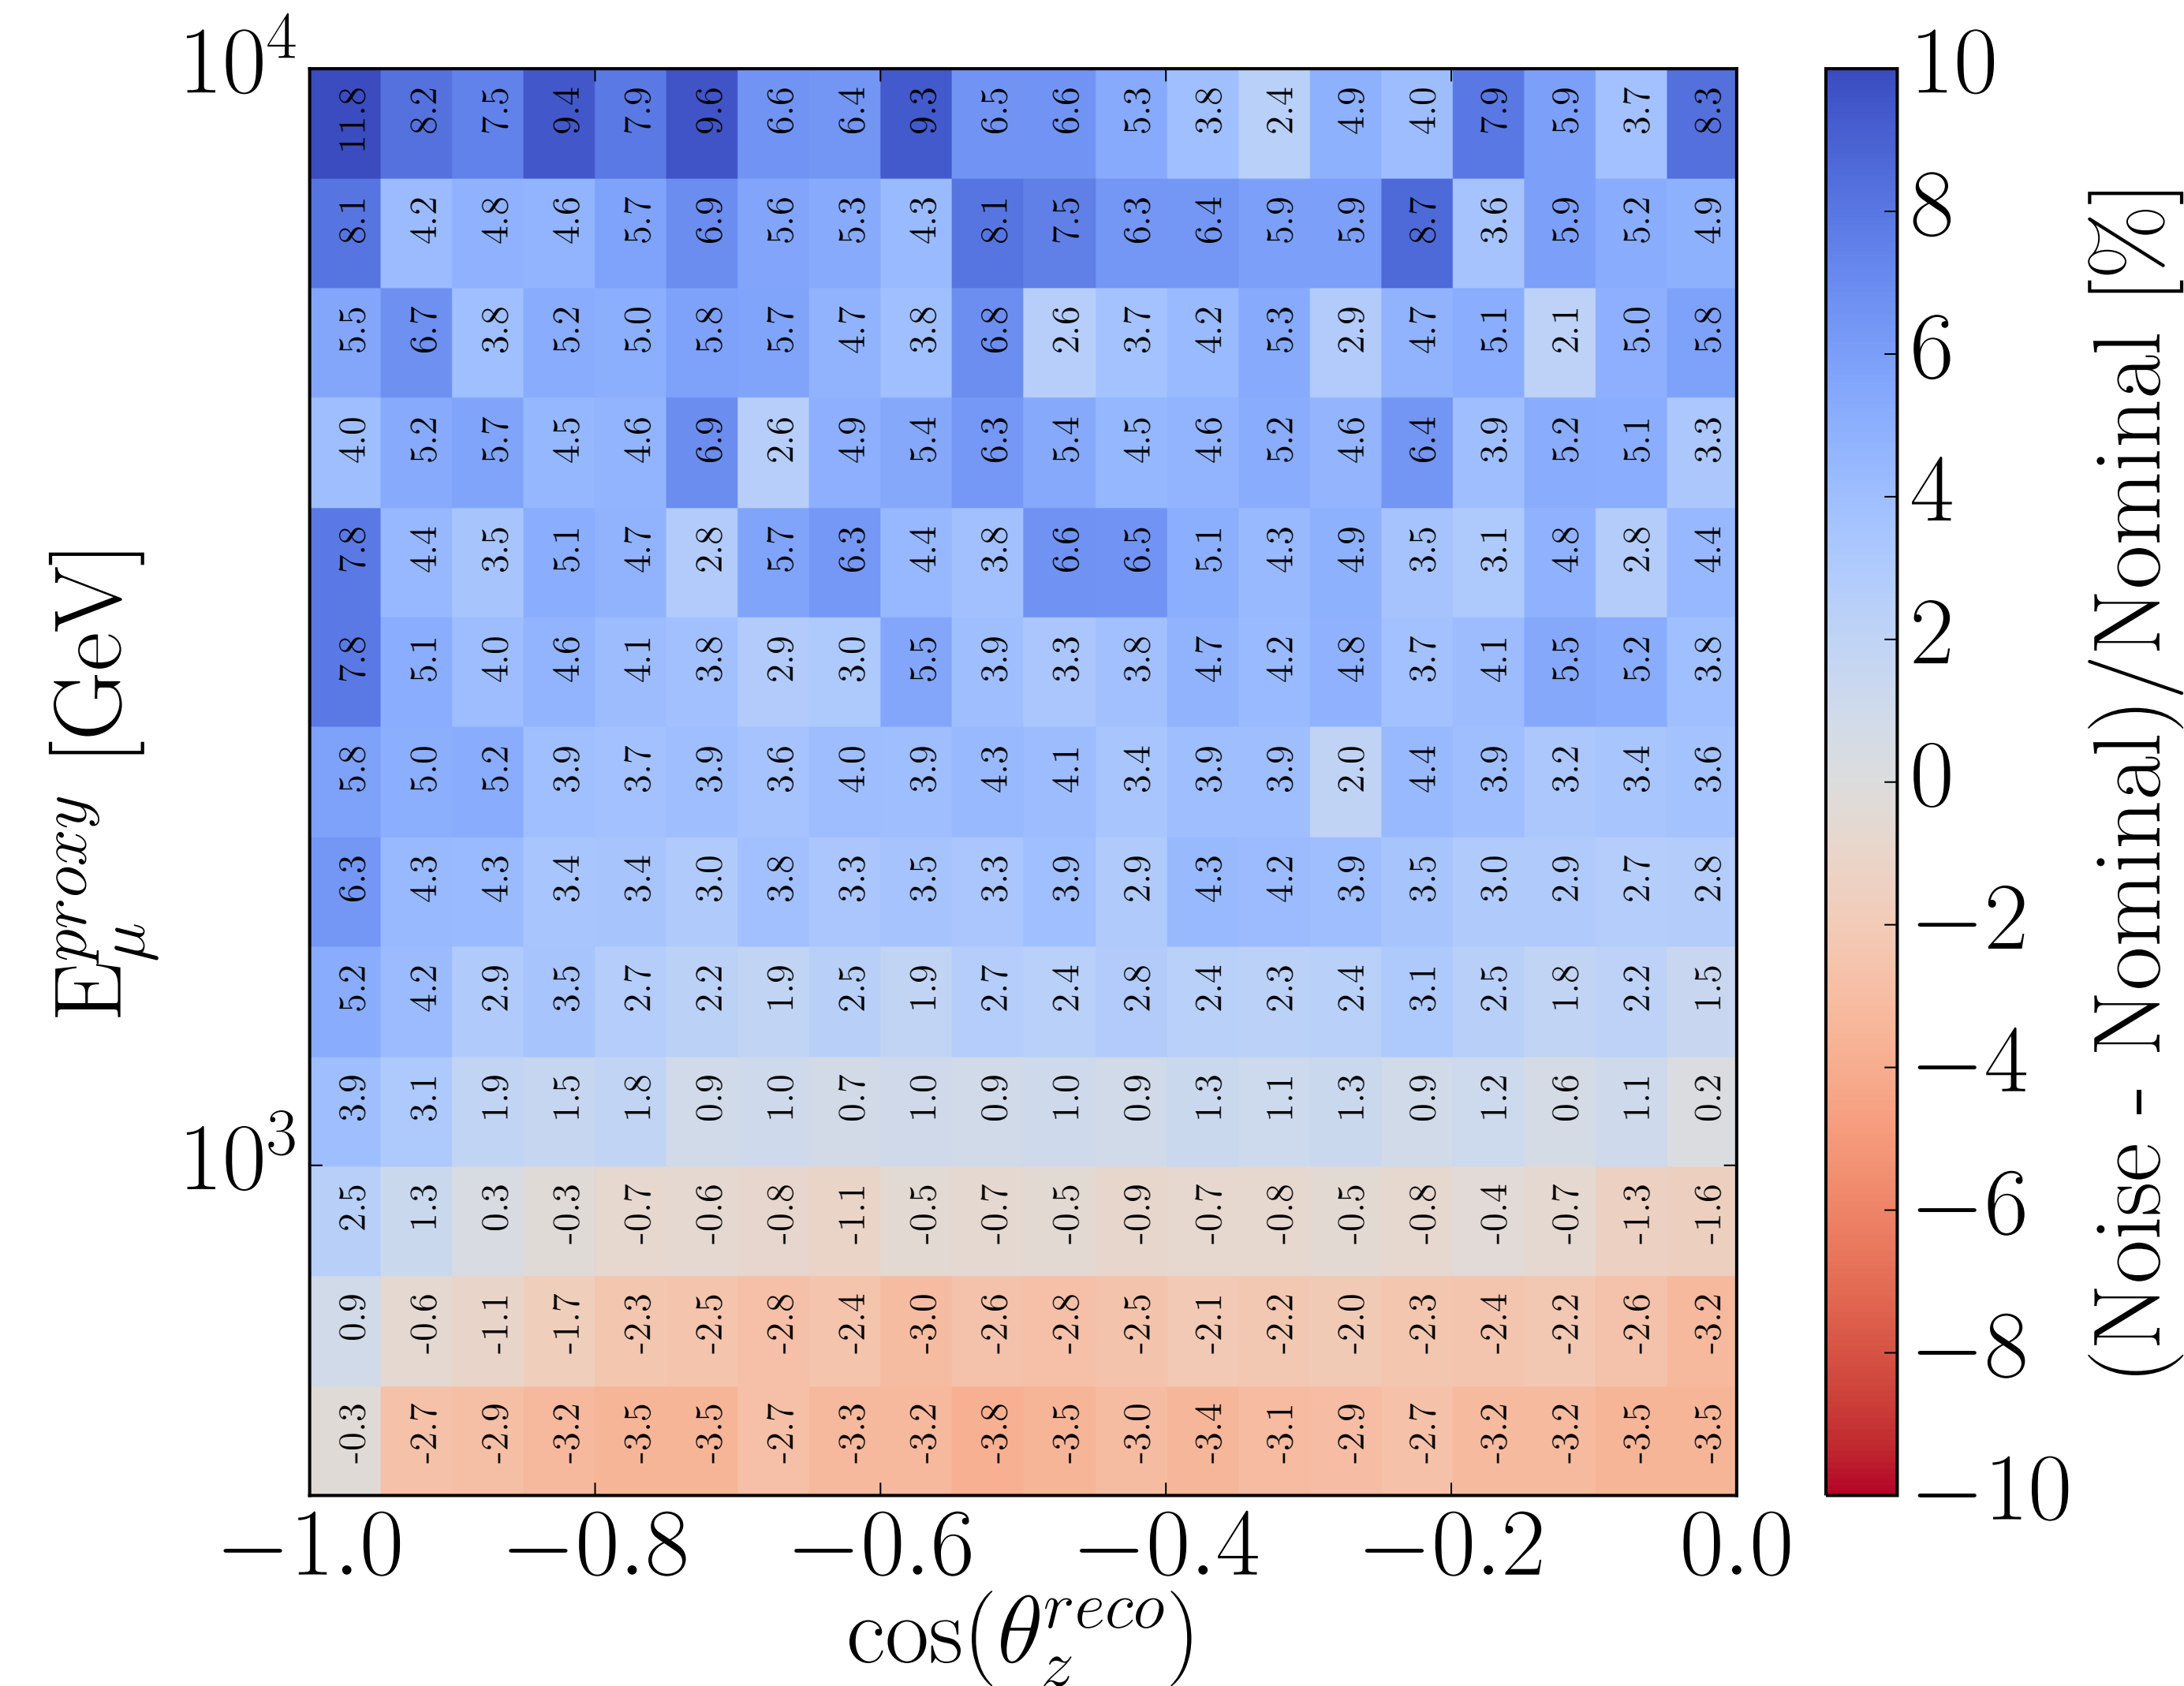 10^4
11.8 8.2 7.5 9.4 7.9 9.6 6.6 6.4 9.3 6.5 6.6 5.3 3.8 2.4 4.9 4.0 7.9 5.9 3.7 8.3
8.1 4.2 4.8 4.6 5.7 6.9 5.6 5.3 4.3 8.1 7.5 6.3 6.4 5.9 5.9 8.7 3.6 5.9 5.2 4.9
5.5 6.7 3.8 5.2 5.0 5.8 5.7 4.7 3.8 6.8 2.6 3.7 4.2 5.3 2.9 4.7 5.1 2.1 5.0 5.8
4.0 5.2 5.7 4.5 4.6 6.9 2.6 4.9 5.4 6.3 5.4 4.5 4.6 5.2 4.6 6.4 3.9 5.2 5.1 3.3
7.8 4.4 3.5 5.1 4.7 2.8 5.7 6.3 4.4 3.8 6.6 6.5 5.1 4.3 4.9 3.5 3.1 4.8 2.8 4.4
7.8 5.1 4.0 4.6 4.1 3.8 2.9 3.0 5.5 3.9 3.3 3.8 4.7 4.2 4.8 3.7 4.1 5.5 5.2 3.8
5.8 5.0 5.2 3.9 3.7 3.9 3.6 4.0 3.9 4.3 4.1 3.4 3.9 3.9 2.0 4.4 3.9 3.2 3.4 3.6
6.3 4.3 4.3 3.4 3.4 3.0 3.8 3.3 3.5 3.3 3.9 2.9 4.3 4.2 3.9 3.5 3.0 2.9 2.7 2.8
5.2 4.2 2.9 3.5 2.7 2.2 1.9 2.5 1.9 2.7 2.4 2.8 2.4 2.3 2.4 3.1 2.5 1.8 2.2 1.5
3.9 3.1 1.9 1.5 1.8 0.9 1.0 0.7 1.0 0.9 1.0 0.9 1.3 1.1 1.3 0.9 1.2 0.6 1.1 0.2
10^3
2.5 1.3 0.3 -0.3 -0.7 -0.6 -0.8 -1.1 -0.5 -0.7 -0.5 -0.9 -0.7 -0.8 -0.5 -0.8 -0.4 -0.7 -1.3 -1.6
0.9 -0.6 -1.1 -1.7 -2.3 -2.5 -2.8 -2.4 -3.0 -2.6 -2.8 -2.5 -2.1 -2.2 -2.0 -2.3 -2.4 -2.2 -2.6 -3.2
-0.3 -2.7 -2.9 -3.2 -3.5 -3.5 -2.7 -3.3 -3.2 -3.8 -3.5 -3.0 -3.4 -3.1 -2.9 -2.7 -3.2 -3.2 -3.5 -3.5
−1.0 −0.8 −0.6 −0.4 −0.2 0.0
cos(θ_z^{reco})
E_μ^{proxy} [GeV]
10
8
6
4
2
0
−2
−4
−6
−8
−10
(Noise - Nominal)/Nominal [%]